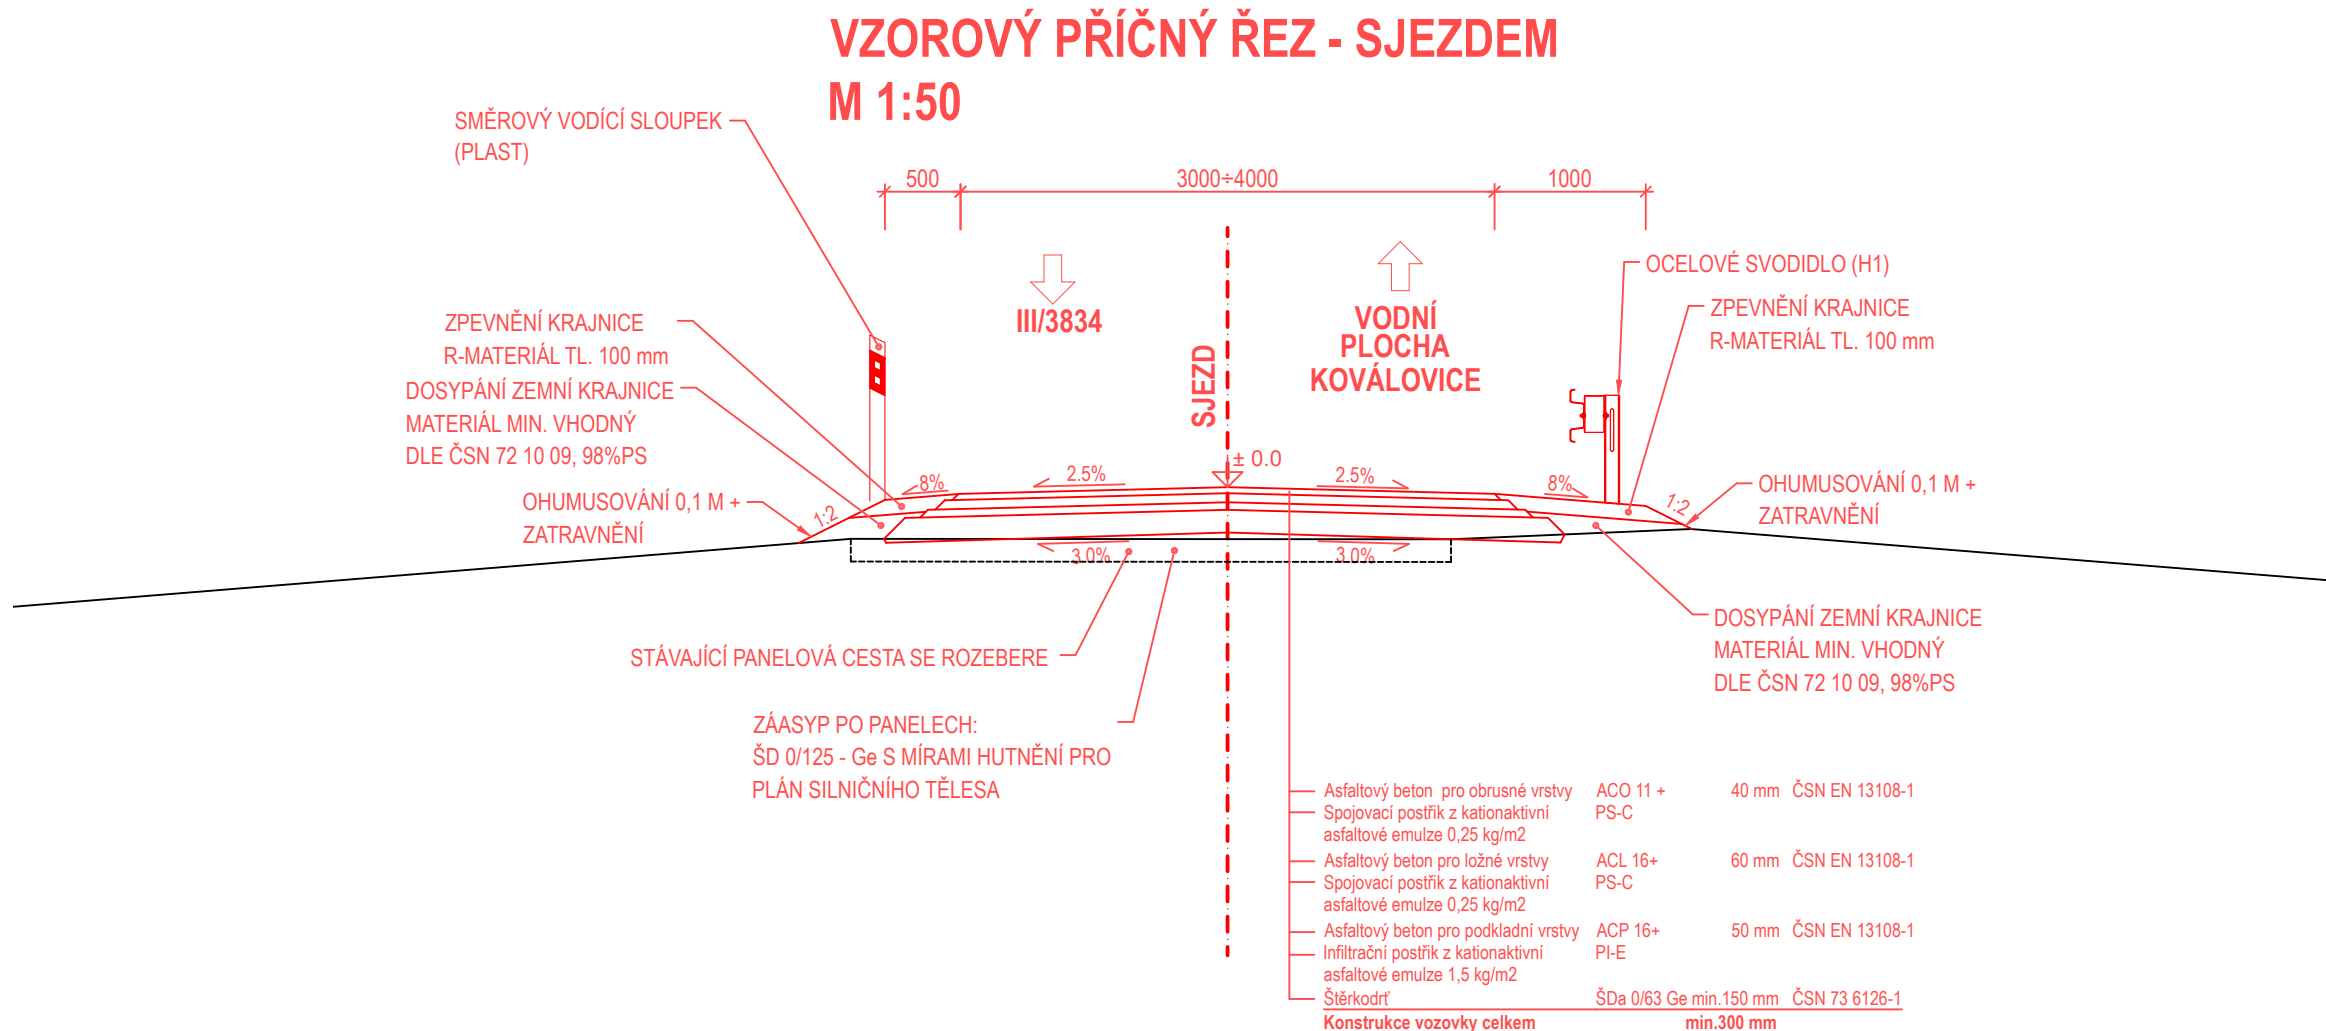 VZOROVÝ PŘÍČNÝ ŘEZ - SJEZDEM
M 1:50
SMĚROVÝ VODÍCÍ SLOUPEK
(PLAST)
500
3000÷4000
1000
OCELOVÉ SVODIDLO (H1)
ZPEVNĚNÍ KRAJNICE
R-MATERIÁL TL. 100 mm
ZPEVNĚNÍ KRAJNICE
R-MATERIÁL TL. 100 mm
III/3834
VODNÍ
PLOCHA
KOVÁLOVICE
SJEZD
DOSYPÁNÍ ZEMNÍ KRAJNICE
MATERIÁL MIN. VHODNÝ
DLE ČSN 72 10 09, 98%PS
± 0.0
8%
2.5%
2.5%
8%
OHUMUSOVÁNÍ 0,1 M +
ZATRAVNĚNÍ
1:2
1:2
OHUMUSOVÁNÍ 0,1 M +
ZATRAVNĚNÍ
3.0%
3.0%
DOSYPÁNÍ ZEMNÍ KRAJNICE
MATERIÁL MIN. VHODNÝ
DLE ČSN 72 10 09, 98%PS
STÁVAJÍCÍ PANELOVÁ CESTA SE ROZEBERE
ZÁASYP PO PANELECH:
ŠD 0/125 - Ge S MÍRAMI HUTNĚNÍ PRO
PLÁN SILNIČNÍHO TĚLESA
Asfaltový beton pro obrusné vrstvy ACO 11 + 40 mm ČSN EN 13108-1
Spojovací postřik z kationaktivní PS-C
asfaltové emulze 0,25 kg/m2
Asfaltový beton pro ložné vrstvy ACL 16+ 60 mm ČSN EN 13108-1
Spojovací postřik z kationaktivní PS-C
asfaltové emulze 0,25 kg/m2
Asfaltový beton pro podkladní vrstvy ACP 16+ 50 mm ČSN EN 13108-1
Infiltrační postřik z kationaktivní PI-E
asfaltové emulze 1,5 kg/m2
Štěrkodrť ŠDa 0/63 Ge min.150 mm ČSN 73 6126-1
Konstrukce vozovky celkem min.300 mm